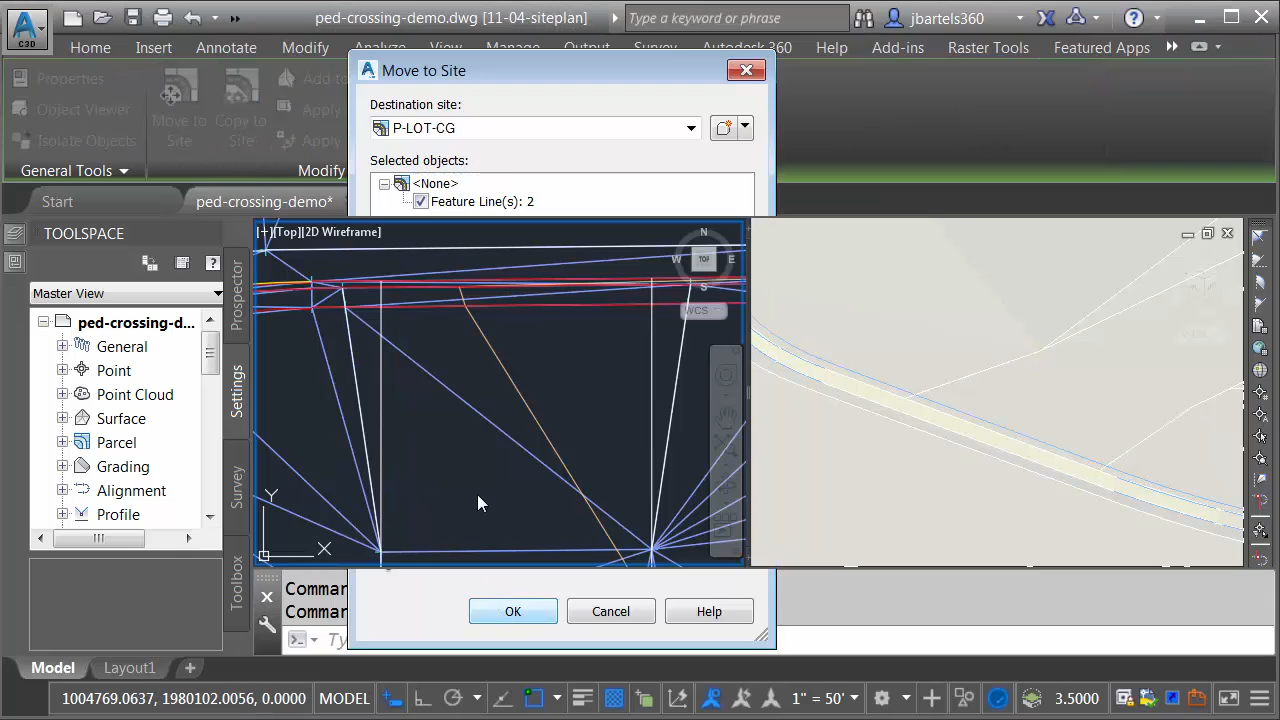 ped-crossing-demo.dwg [11-04-siteplan]
Type a keyword or phrase
jbartels360
C3D
Home
Insert
Annotate
Modify
Analyze
View
Manage
Output
Survey
Autodesk 360
Help
Add-ins
Raster Tools
Featured Apps
Properties
Object Viewer
Isolate Objects
General Tools
Move to
Site
Copy to
Site
Add to
Apply
Apply
Modify
Move to Site
Destination site:
P-LOT-CG
Selected objects:
<None>
Feature Line(s): 2
Start
ped-crossing-demo*
TOOLSPACE
Master View
ped-crossing-d...
General
Point
Point Cloud
Surface
Parcel
Grading
Alignment
Profile
Prospector
Settings
Survey
Toolbox
[+][Top][2D Wireframe]
N
W
TOP
E
S
WCS
Y
X
Comman
Comman
Ty
OK
Cancel
Help
Model
Layout1
1004769.0637, 1980102.0056, 0.0000
MODEL
1" = 50'
3.5000